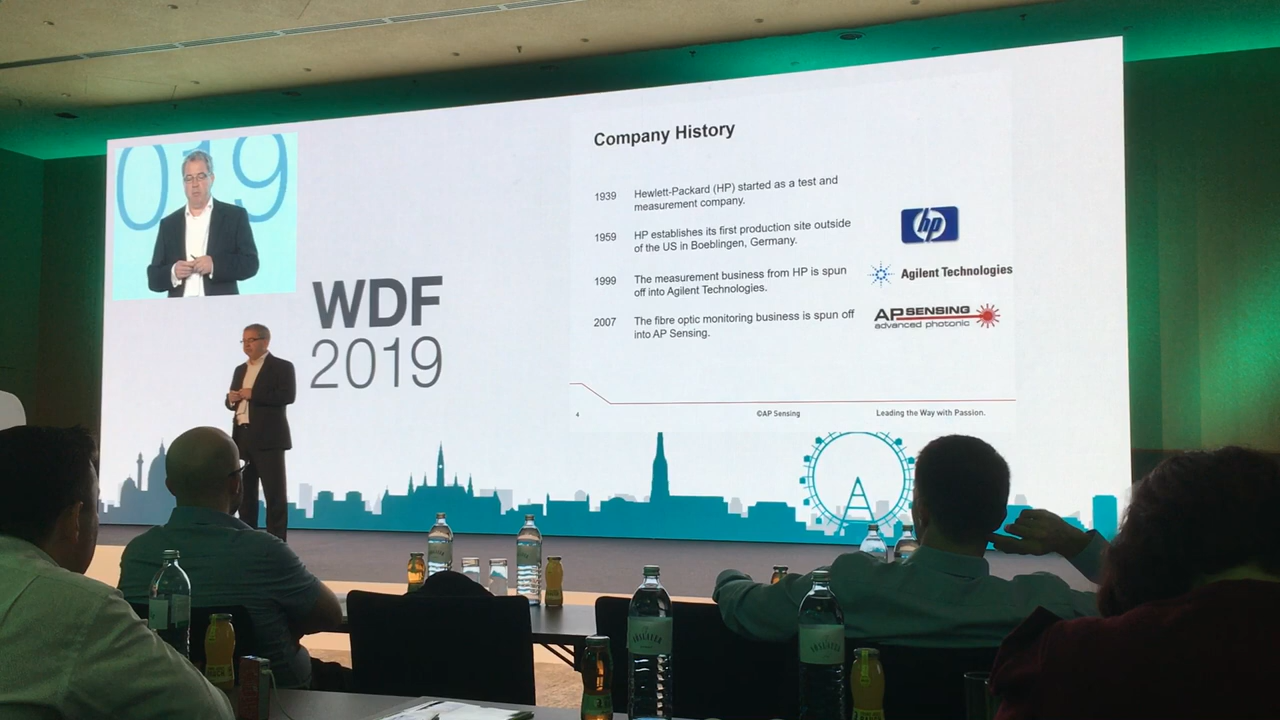 019
WDF
2019
Company History
1939 Hewlett-Packard (HP) started as a test and
measurement company.
1959 HP establishes its first production site outside
of the US in Boeblingen, Germany.
1999 The measurement business from HP is spun
off into Agilent Technologies.
2007 The fibre optic monitoring business is spun off
into AP Sensing.
hp
Agilent Technologies
AP SENSING
advanced photonic
4 ©AP Sensing Leading the Way with Passion.
VÖSLAUER
VÖSLAUER